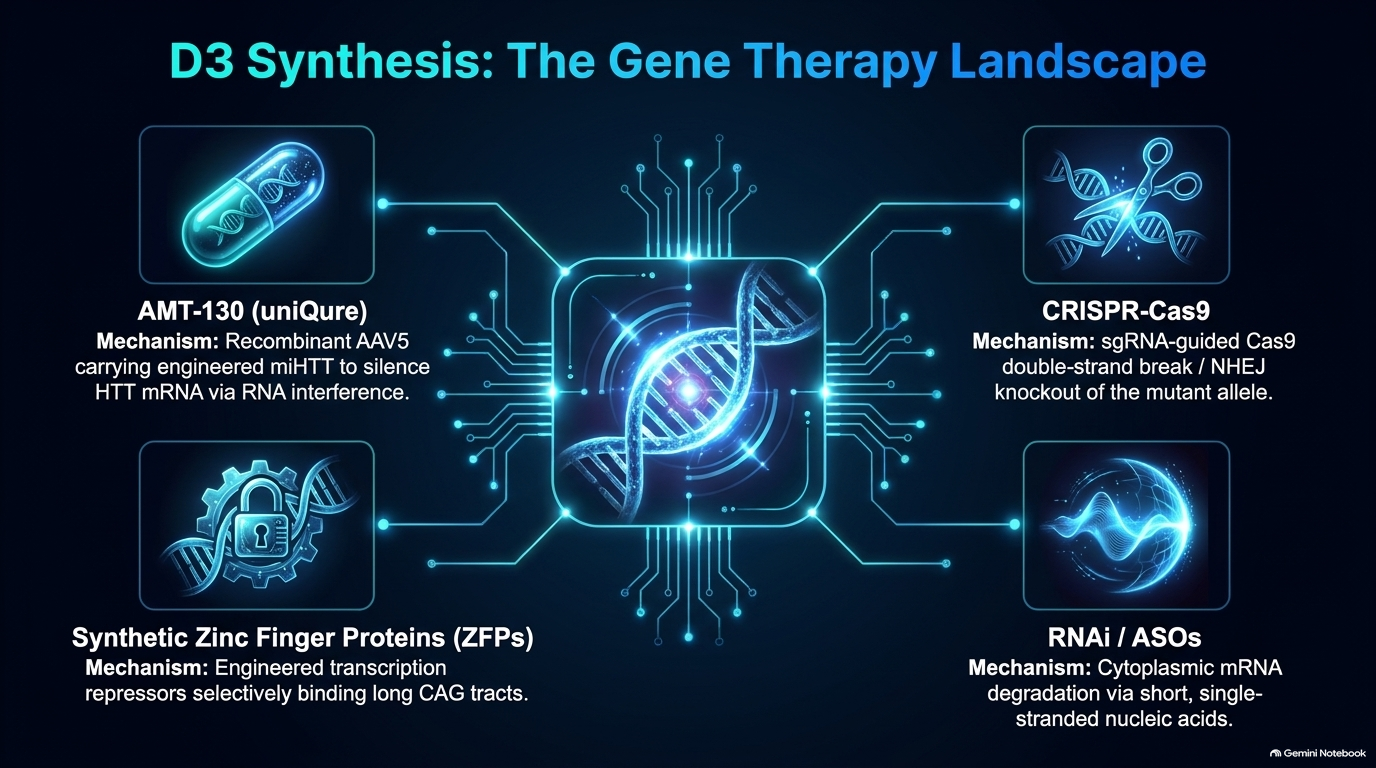 D3 Synthesis: The Gene Therapy Landscape
AMT-130 (uniQure)
Mechanism: Recombinant AAV5
carrying engineered miHTT to silence
HTT mRNA via RNA interference.
CRISPR-Cas9
Mechanism: sgRNA-guided Cas9
double-strand break / NHEJ
knockout of the mutant allele.
Synthetic Zinc Finger Proteins (ZFPs)
Mechanism: Engineered transcription
repressors selectively binding long CAG tracts.
RNAi / ASOs
Mechanism: Cytoplasmic mRNA
degradation via short, single-
stranded nucleic acids.
Gemini Notebook